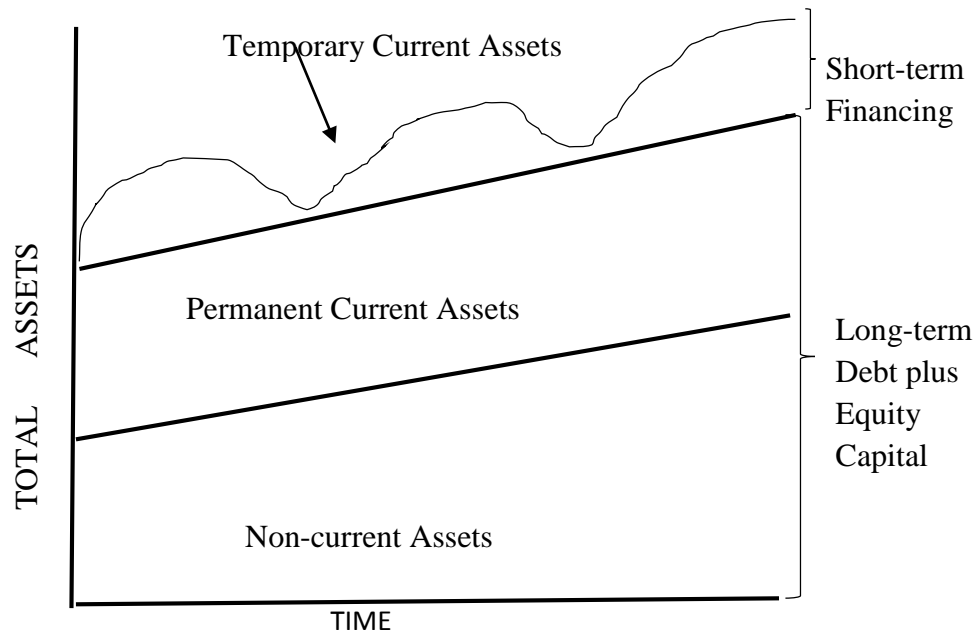 Temporary Current Assets
Short-term
Financing
TOTAL ASSETS
Permanent Current Assets
Long-term
Debt plus
Equity
Capital
Non-current Assets
TIME